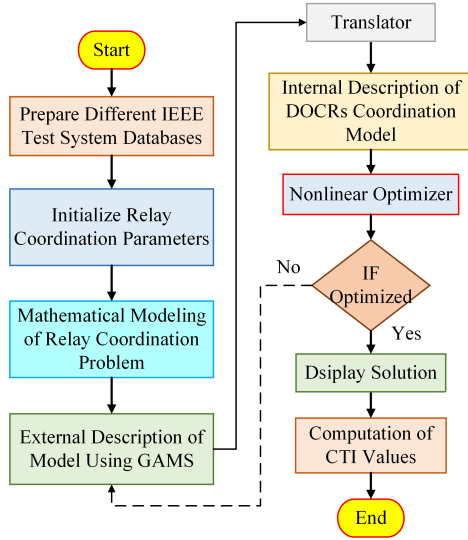 Start
Prepare Different IEEE
Test System Databases
Initialize Relay
Coordination Parameters
Mathematical Modeling
of Relay Coordination
Problem
External Description of
Model Using GAMS
Translator
Internal Description of
DOCRs Coordination
Model
Nonlinear Optimizer
IF
Optimized
No
Yes
Dsiplay Solution
Computation of
CTI Values
End